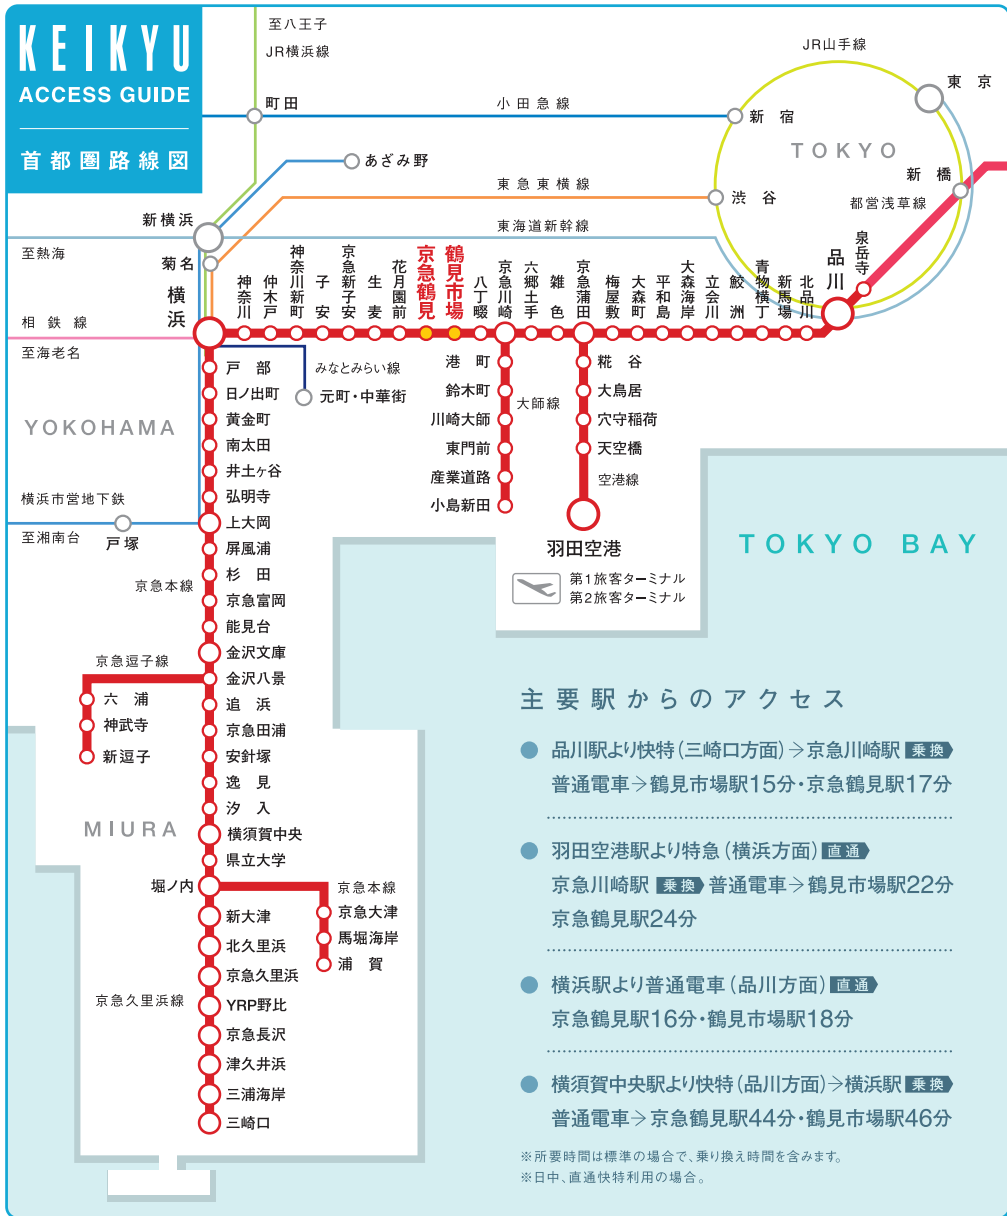 KEIKYU
ACCESS GUIDE
首都圏路線図
至八王子
JR横浜線
町田
小田急線
新宿
JR山手線
東京
TOKYO
あざみ野
東急東横線
渋谷
新橋
都営浅草線
新横浜
東海道新幹線
泉岳寺
至熱海
菊名
品川
横浜
神奈川
仲木戸
神奈川新町
子安
京急新子安
生麦
花月園前
京急鶴見
鶴見市場
八丁畷
京急川崎
六郷土手
雑色
京急蒲田
梅屋敷
大森町
平和島
大森海岸
立会川
鮫洲
青物横丁
新馬場
北品川
相鉄線
至海老名
みなとみらい線
元町・中華街
YOKOHAMA
戸部
日ノ出町
黄金町
南太田
井土ヶ谷
弘明寺
上大岡
屏風浦
杉田
京急富岡
能見台
金沢文庫
金沢八景
追浜
京急田浦
安針塚
逸見
汐入
横須賀中央
県立大学
堀ノ内
新大津
北久里浜
京急久里浜
YRP野比
京急長沢
津久井浜
三浦海岸
三崎口
港町
鈴木町
川崎大師
東門前
産業道路
小島新田
大師線
糀谷
大鳥居
穴守稲荷
天空橋
空港線
羽田空港
第1旅客ターミナル
第2旅客ターミナル
横浜市営地下鉄
至湘南台
戸塚
京急本線
京急逗子線
六浦
神武寺
新逗子
MIURA
京急本線
京急大津
馬堀海岸
浦賀
京急久里浜線
TOKYO BAY
主要駅からのアクセス
品川駅より快特(三崎口方面)→京急川崎駅 乗換
普通電車→鶴見市場駅15分・京急鶴見駅17分
羽田空港駅より特急(横浜方面) 直通
京急川崎駅 乗換 普通電車→鶴見市場駅22分
京急鶴見駅24分
横浜駅より普通電車(品川方面) 直通
京急鶴見駅16分・鶴見市場駅18分
横須賀中央駅より快特(品川方面)→横浜駅 乗換
普通電車→京急鶴見駅44分・鶴見市場駅46分
※所要時間は標準の場合で、乗り換え時間を含みます。
※日中、直通快特利用の場合。